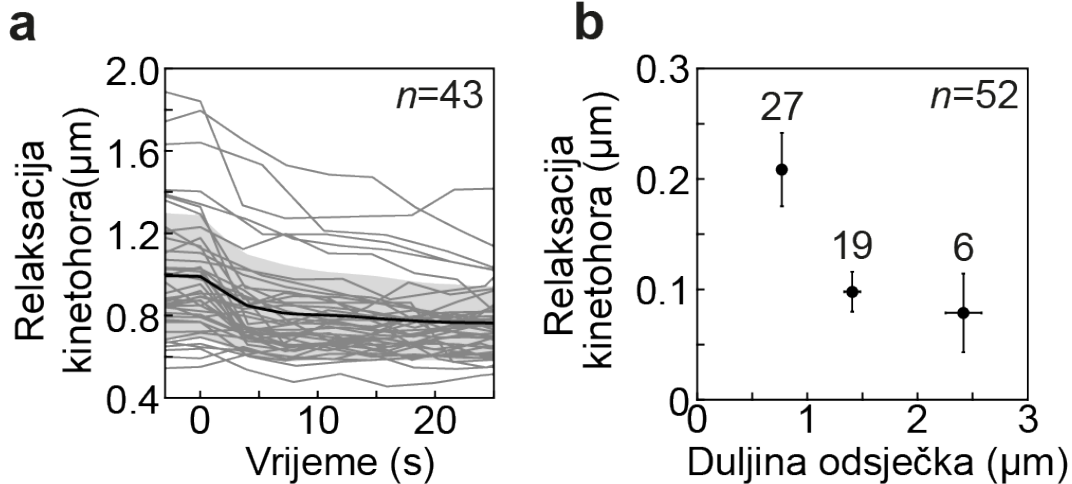 a
2.0
1.6
1.2
0.8
0.4
Relaksacija
kinetohora(µm)
n=43
0
10
20
Vrijeme (s)
b
0.3
0.2
0.1
0
Relaksacija
kinetohora (µm)
n=52
27
19
6
0
1
2
3
Duljina odsječka (µm)